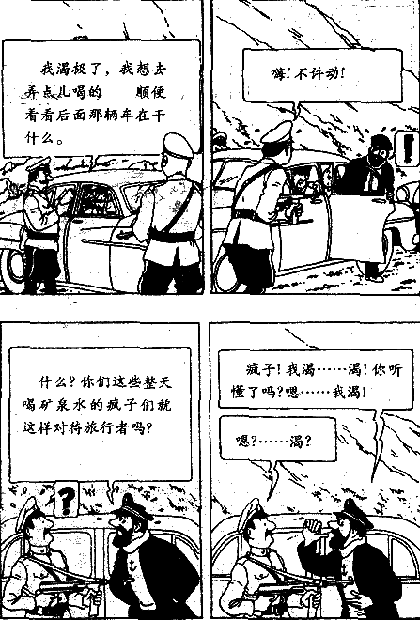 我渴极了，我想去
弄点儿喝的 顺便
看看后面那辆车在干
什么。
嗨!不许动!
!
什么?你们这些整天
喝矿泉水的疯子们就
这样对待旅行者吗?
?
疯子!我渴……渴!你听
懂了吗?嗯……我渴!
嗯?……渴?